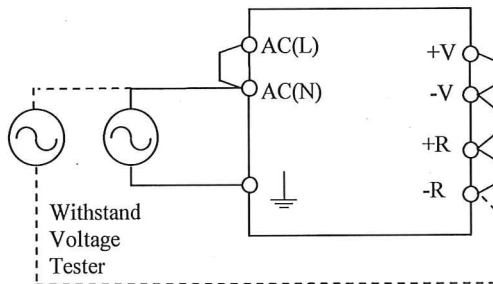 AC(L)
AC(N)
+V
-V
+R
-R
Withstand
Voltage
Tester